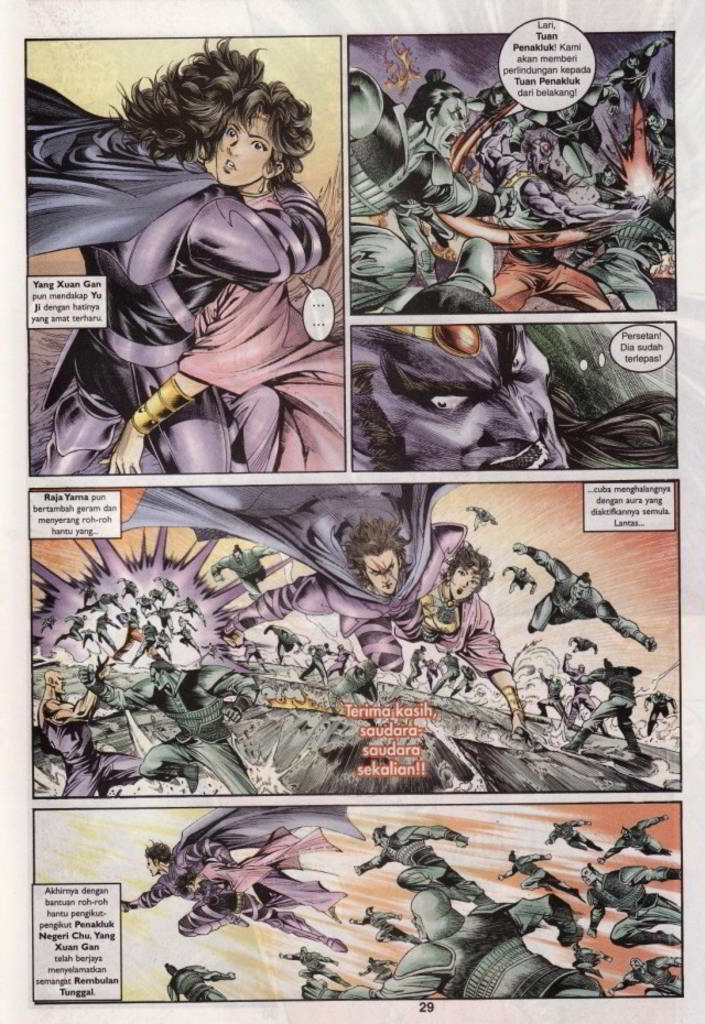 Yang Xuan Gan
pun mendakap Yu
Ji dengan hatinya
yang amat terharu.
...
...
Lari,
Tuan
Penakluk! Kami
akan memberi
perlindungan kepada
Tuan Penakluk
dari belakang!
Persetan!
Dia sudah
terlepas!
Raja Yama pun
bertambah geram dan
menyerang roh-roh
hantu yang...
...cuba menghalangnya
dengan aura yang
diaktifkannya semula.
Lantas...
Terima kasih,
saudara-
saudara
sekalian!!
Akhirnya dengan
bantuan roh-roh
hantu pengikut-
pengikut Penakluk
Negeri Chu, Yang
Xuan Gan
telah berjaya
menyelamatkan
semangat Rembulan
Tunggal.
29